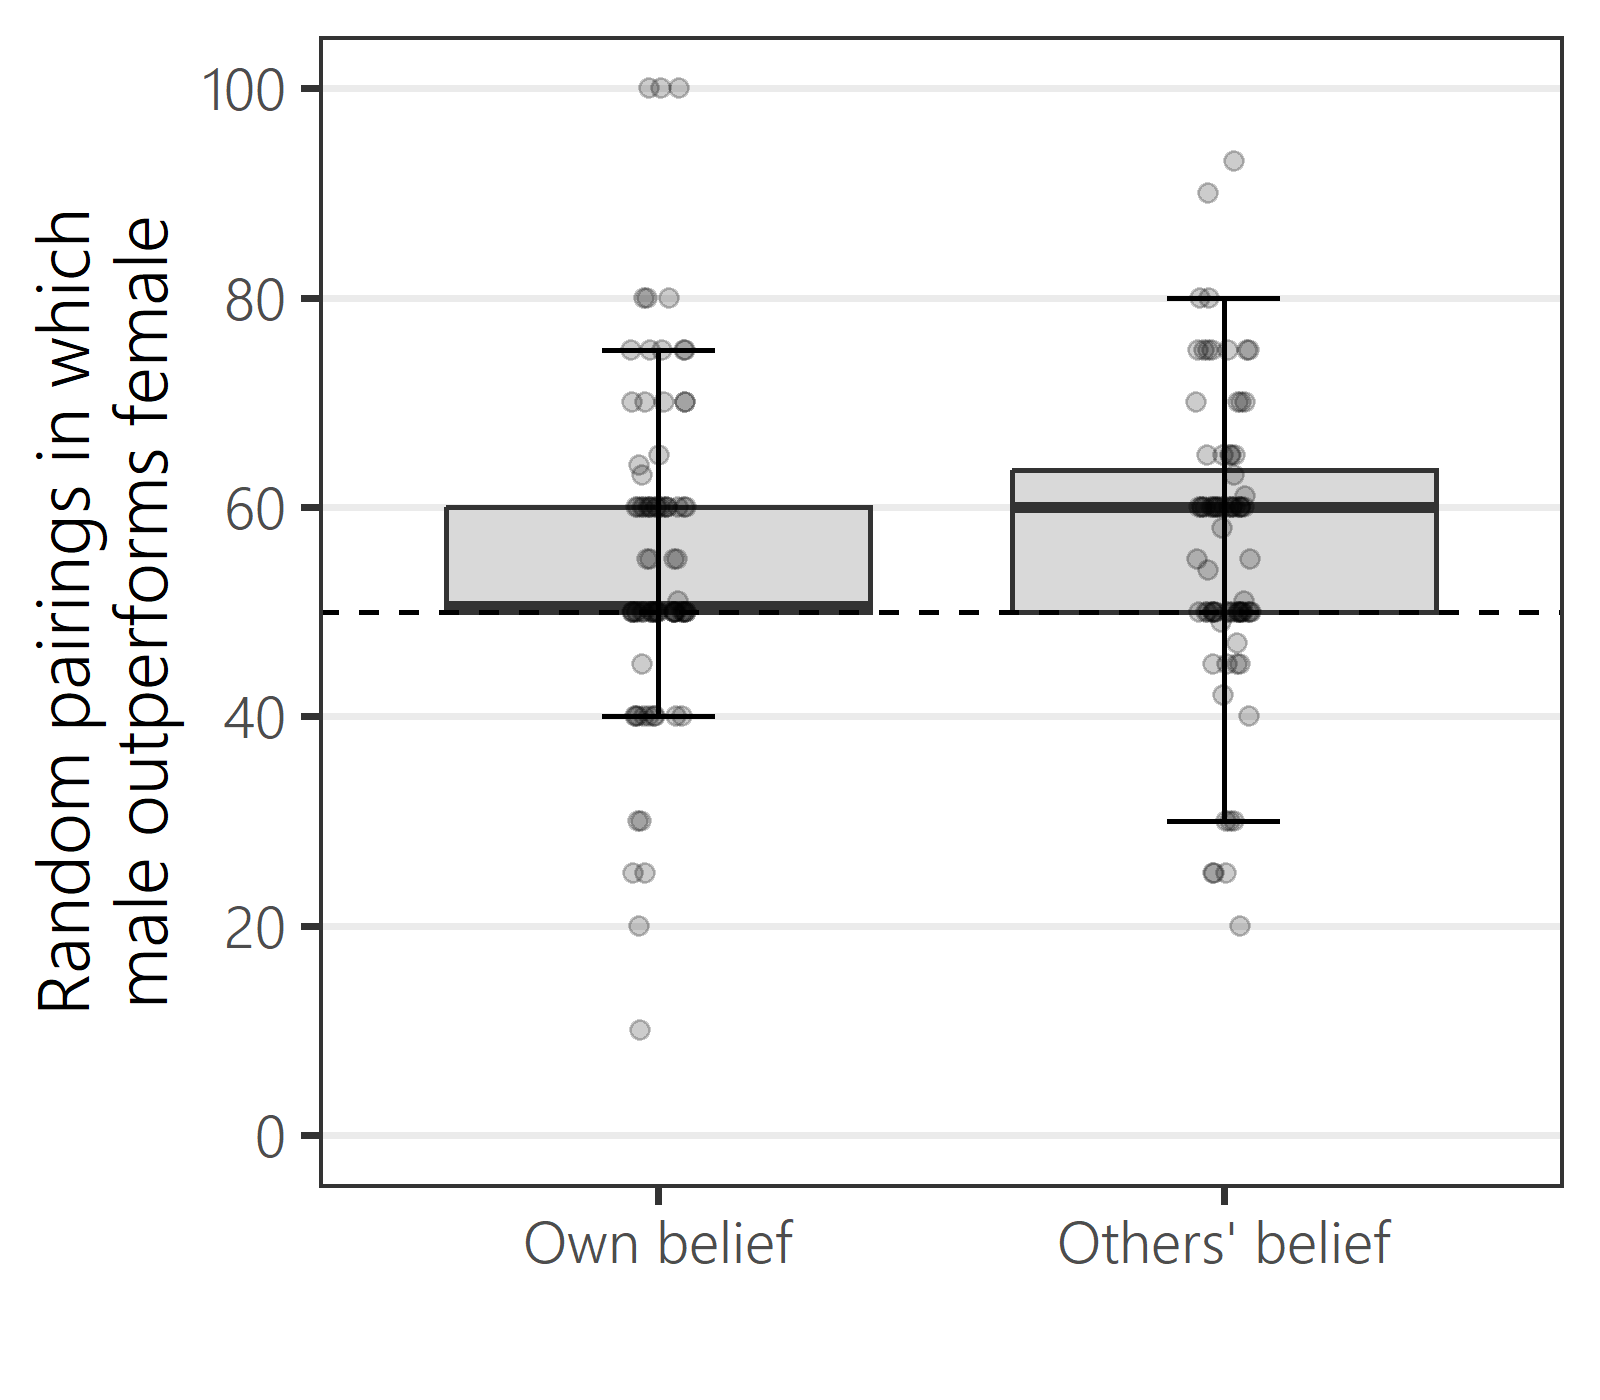 Random pairings in which
male outperforms female
100
80
60
40
20
0
Own belief
Others' belief